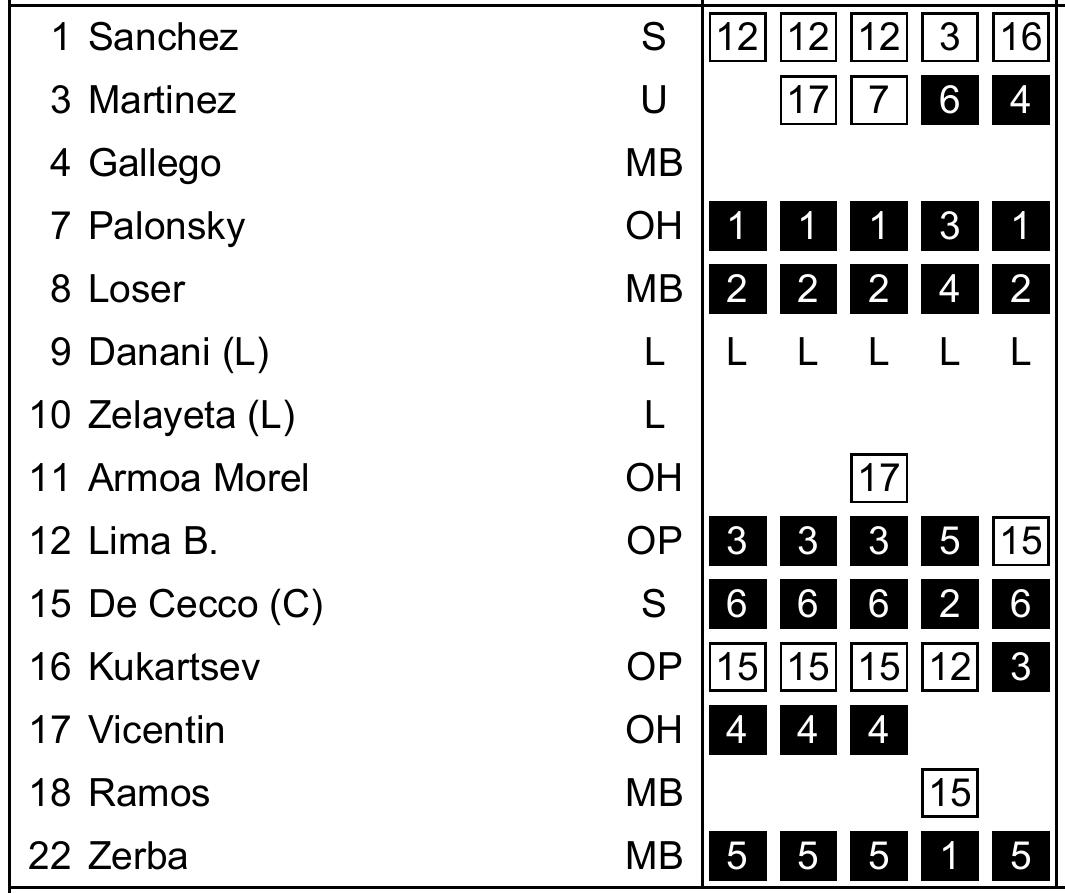 1 Sanchez S 12 12 12 3 16
3 Martinez U 17 7 6 4
4 Gallego MB
7 Palonsky OH 1 1 1 3 1
8 Loser MB 2 2 2 4 2
9 Danani (L) L L L L L L
10 Zelayeta (L) L
11 Armoa Morel OH 17
12 Lima B. OP 3 3 3 5 15
15 De Cecco (C) S 6 6 6 2 6
16 Kukartsev OP 15 15 15 12 3
17 Vicentin OH 4 4 4
18 Ramos MB 15
22 Zerba MB 5 5 5 1 5